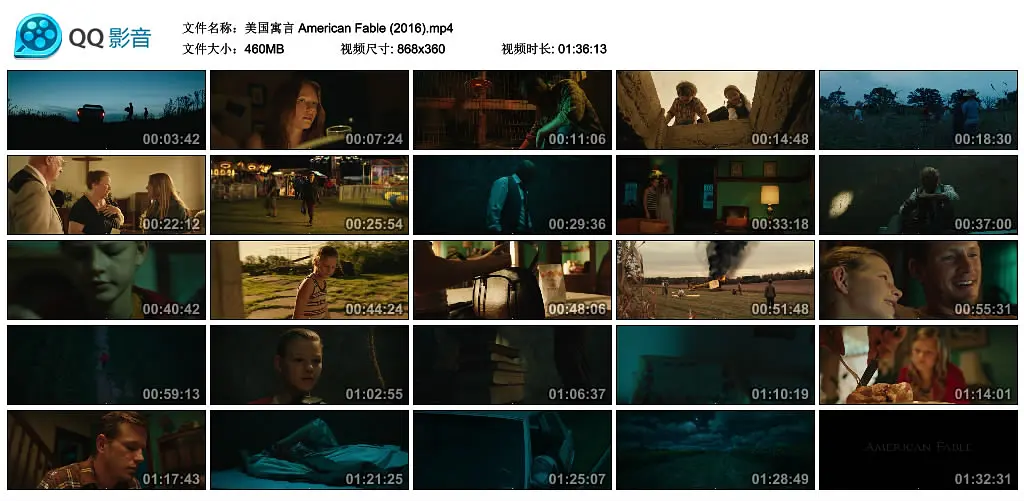 QQ 影音
文件名称: 美国寓言 American Fable (2016).mp4
文件大小: 460MB 视频尺寸: 868x360 视频时长: 01:36:13
00:03:42 00:07:24 00:11:06 00:14:48 00:18:30
00:22:12 00:25:54 00:29:36 00:33:18 00:37:00
00:40:42 00:44:24 00:48:06 00:51:48 00:55:31
00:59:13 01:02:55 01:06:37 01:10:19 01:14:01
AMERICAN FABLE
01:17:43 01:21:25 01:25:07 01:28:49 01:32:31